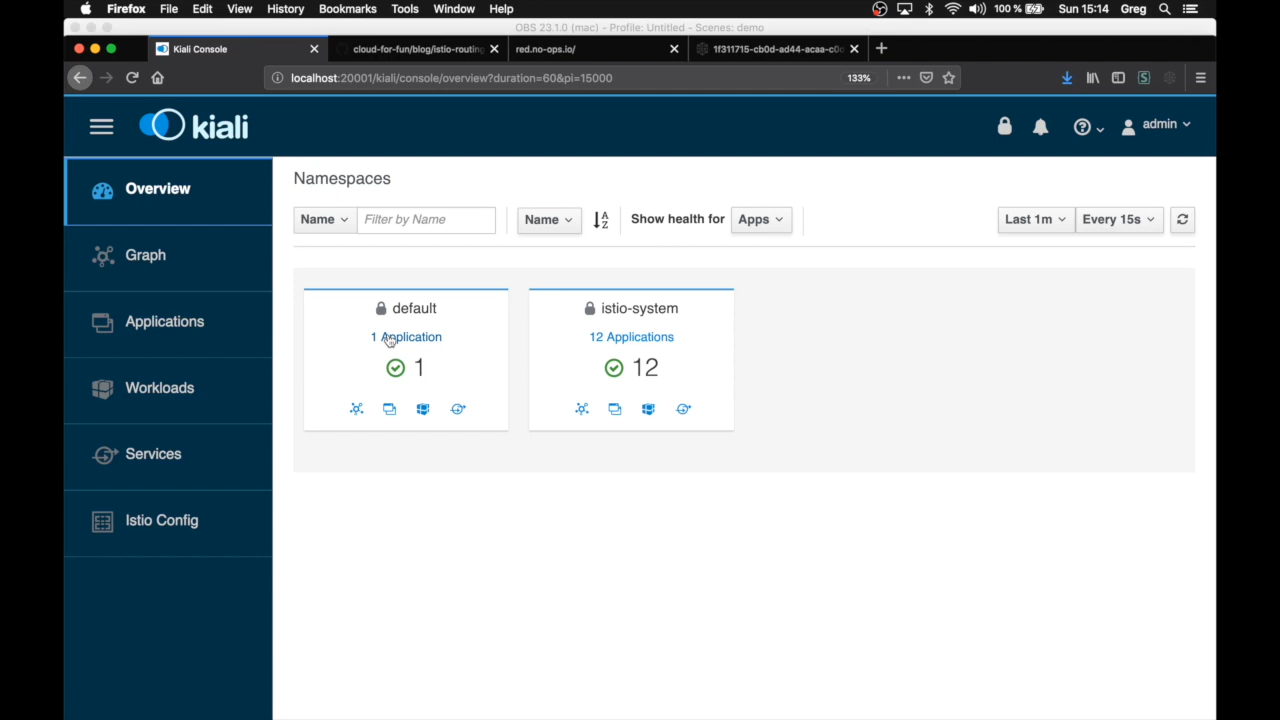 Firefox File Edit View History Bookmarks Tools Window Help 100 % Sun 15:14 Greg
OBS 23.1.0 (mac) - Profile: Untitled - Scenes: demo
Kiali Console cloud-for-fun/blog/istio-routing red.no-ops.io/ 1f311715-cb0d-ad44-acaa-c0
localhost:20001/kiali/console/overview?duration=60&pi=15000 133%
kiali admin
Overview
Graph
Applications
Workloads
Services
Istio Config
Namespaces
Name Filter by Name Name Show health for Apps Last 1m Every 15s
default
1 Application
1
istio-system
12 Applications
12